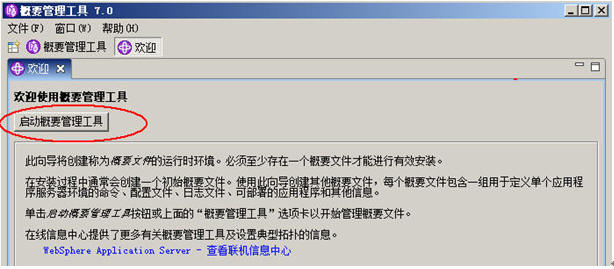 概要管理工具 7.0
文件(F) 窗口(W) 帮助(H)
概要管理工具 欢迎
欢迎
欢迎使用概要管理工具
启动概要管理工具
此向导将创建称为概要文件的运行时环境。必须至少存在一个概要文件才能进行有效安装。
在安装过程中通常会创建一个初始概要文件。使用此向导创建其他概要文件，每个概要文件包含一组用于定义单个应用程
序服务器环境的命令、配置文件、日志文件、可部署的应用程序和其他信息。
单击启动概要管理工具按钮或上面的“概要管理工具”选项卡以开始管理概要文件。
在线信息中心提供了更多有关概要管理工具及设置典型拓扑的信息。
WebSphere Application Server - 查看联机信息中心